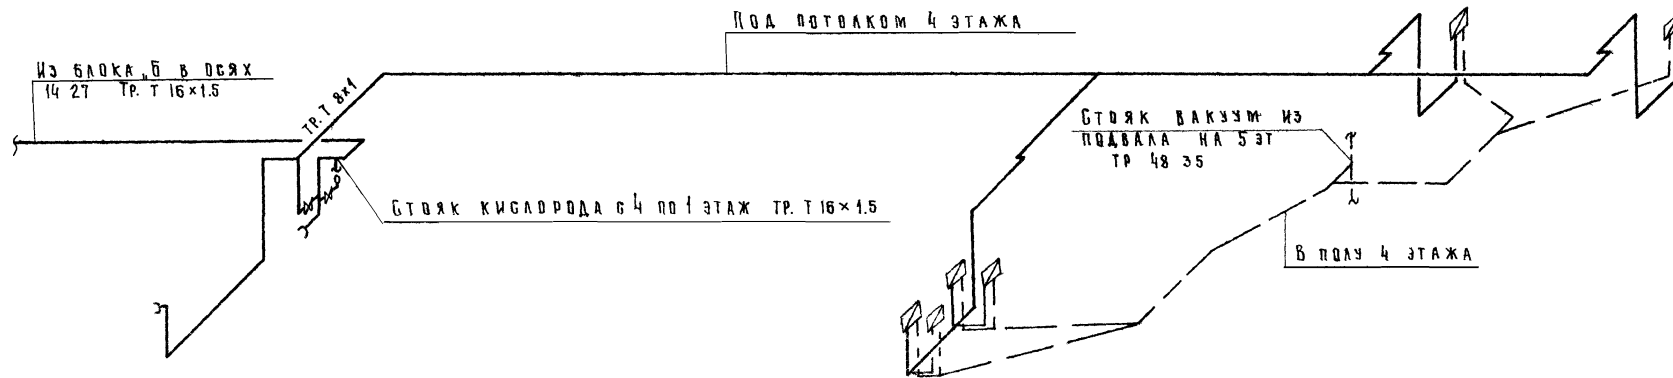 Под потолком 4 этажа
Из блока „Б в осях
14 27 Тр. Т 16×1.5
Тр. Т 8×1
Стояк вакуум из
подвала на 5 эт
тр 48 35
Стояк кислорода с 4 по 1 этаж тр. Т 16×1.5
В полу 4 этажа